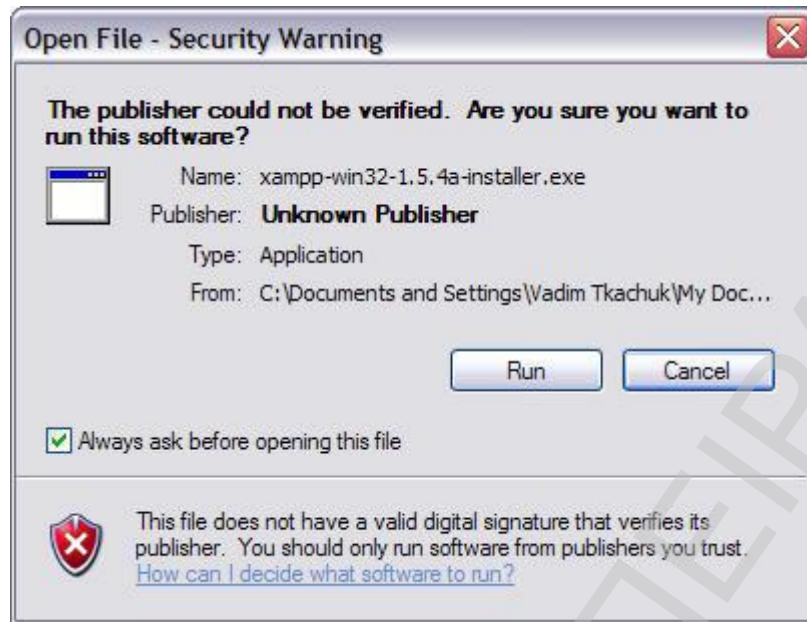 Open File - Security Warning
The publisher could not be verified. Are you sure you want to
run this software?
Name: xampp-win32-1.5.4a-installer.exe
Publisher: Unknown Publisher
Type: Application
From: C:\Documents and Settings\Vadim Tkachuk\My Doc...
Run
Cancel
Always ask before opening this file
This file does not have a valid digital signature that verifies its
publisher. You should only run software from publishers you trust.
How can I decide what software to run?